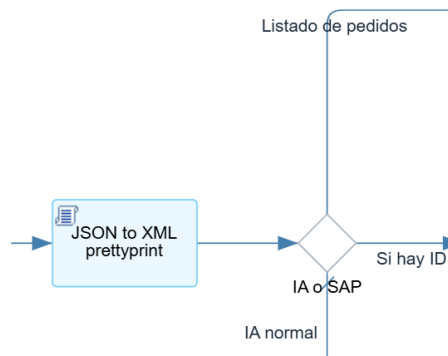 Listado de pedidos
JSON to XML
prettyprint
Si hay ID
IA o SAP
IA normal